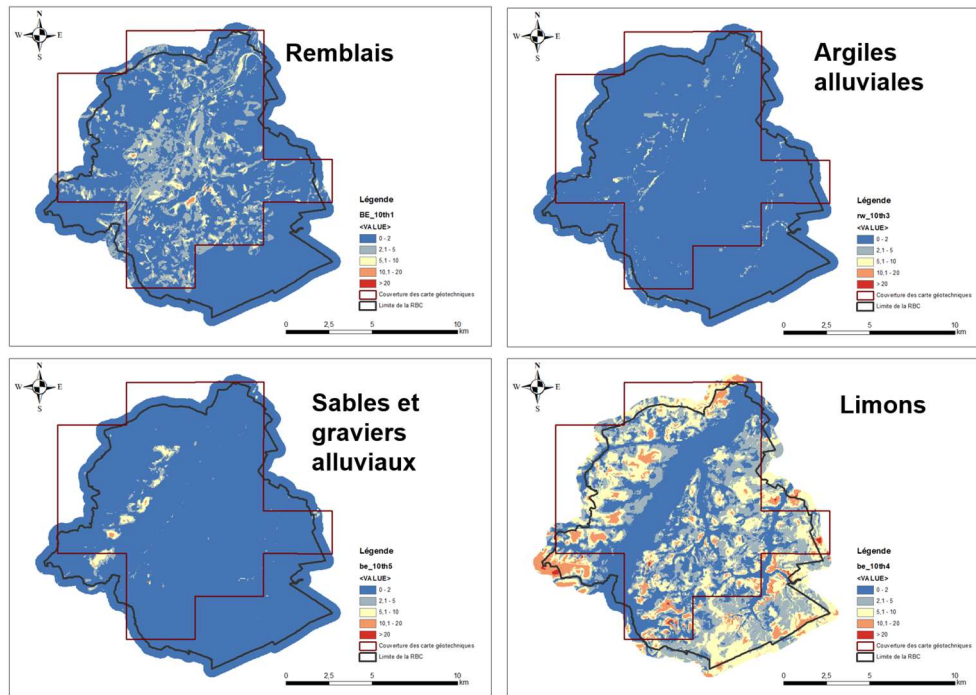 N
W E
S
Remblais
Légende
BE_10th1
<VALUE>
0 - 2
2,1 - 5
5,1 - 10
10,1 - 20
> 20
Couverture des carte géotechniques
Limite de la RBC
0 2,5 5 10
km
N
W E
S
Argiles
alluviales
Légende
rw_10th3
<VALUE>
0 - 2
2,1 - 5
5,1 - 10
10,1 - 20
> 20
Couverture des carte géotechniques
Limite de la RBC
0 2.5 5 10
km
N
W E
S
Sables et
graviers
alluviaux
Légende
be_10th5
<VALUE>
0 - 2
2,1 - 5
5,1 - 10
10,1 - 20
> 20
Couverture des carte géotechniques
Limite de la RBC
0 2.5 5 10
km
N
W E
S
Limons
Légende
be_10th4
<VALUE>
0 - 2
2,1 - 5
5,1 - 10
10,1 - 20
> 20
Couverture des carte géotechniques
Limite de la RBC
0 2.5 5 10
km